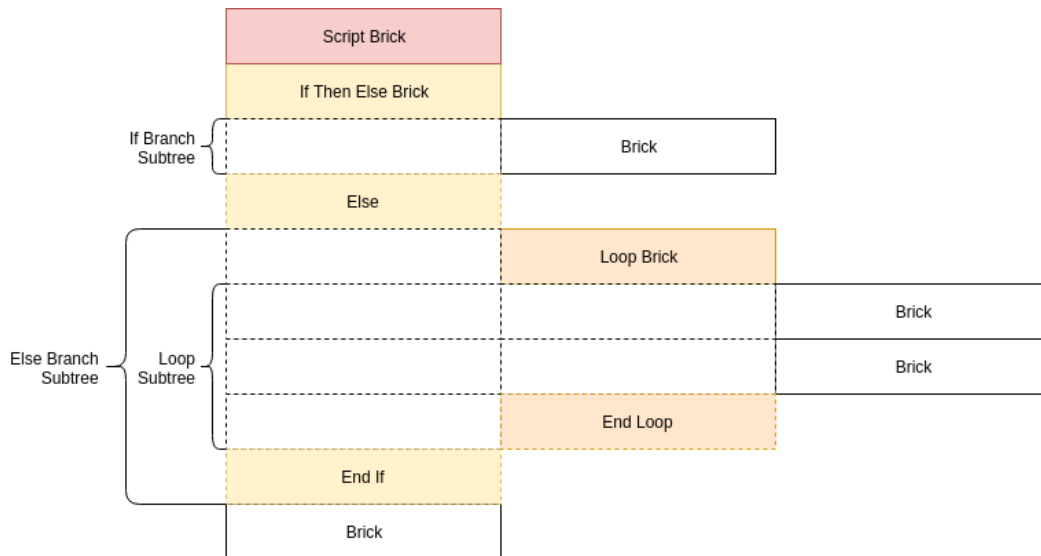 Script Brick
If Then Else Brick
If Branch
Subtree
Brick
Else
Loop Brick
Brick
Else Branch
Subtree
Loop
Subtree
Brick
End Loop
End If
Brick